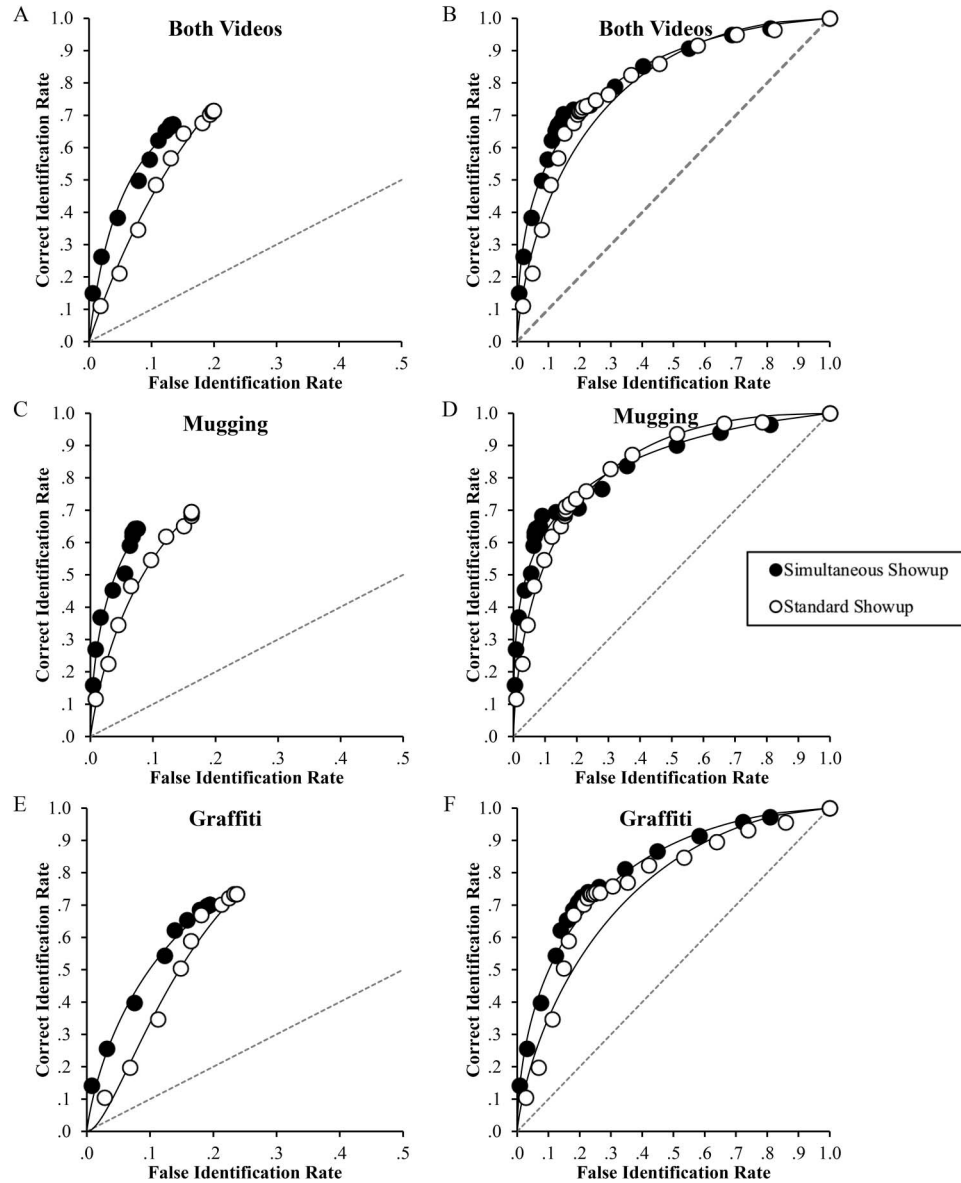 A
Both Videos
Correct Identification Rate
1.0
.9
.8
.7
.6
.5
.4
.3
.2
.1
.0
.0 .1 .2 .3 .4 .5
False Identification Rate
B
Both Videos
Correct Identification Rate
1.0
.9
.8
.7
.6
.5
.4
.3
.2
.1
.0
.0 .1 .2 .3 .4 .5 .6 .7 .8 .9 1.0
False Identification Rate
C
Mugging
Correct Identification Rate
1.0
.9
.8
.7
.6
.5
.4
.3
.2
.1
.0
.0 .1 .2 .3 .4 .5
False Identification Rate
D
Mugging
Correct Identification Rate
1.0
.9
.8
.7
.6
.5
.4
.3
.2
.1
.0
.0 .1 .2 .3 .4 .5 .6 .7 .8 .9 1.0
False Identification Rate
Simultaneous Showup
Standard Showup
E
Graffiti
Correct Identification Rate
1.0
.9
.8
.7
.6
.5
.4
.3
.2
.1
.0
.0 .1 .2 .3 .4 .5
False Identification Rate
F
Graffiti
Correct Identification Rate
1.0
.9
.8
.7
.6
.5
.4
.3
.2
.1
.0
.0 .1 .2 .3 .4 .5 .6 .7 .8 .9 1.0
False Identification Rate